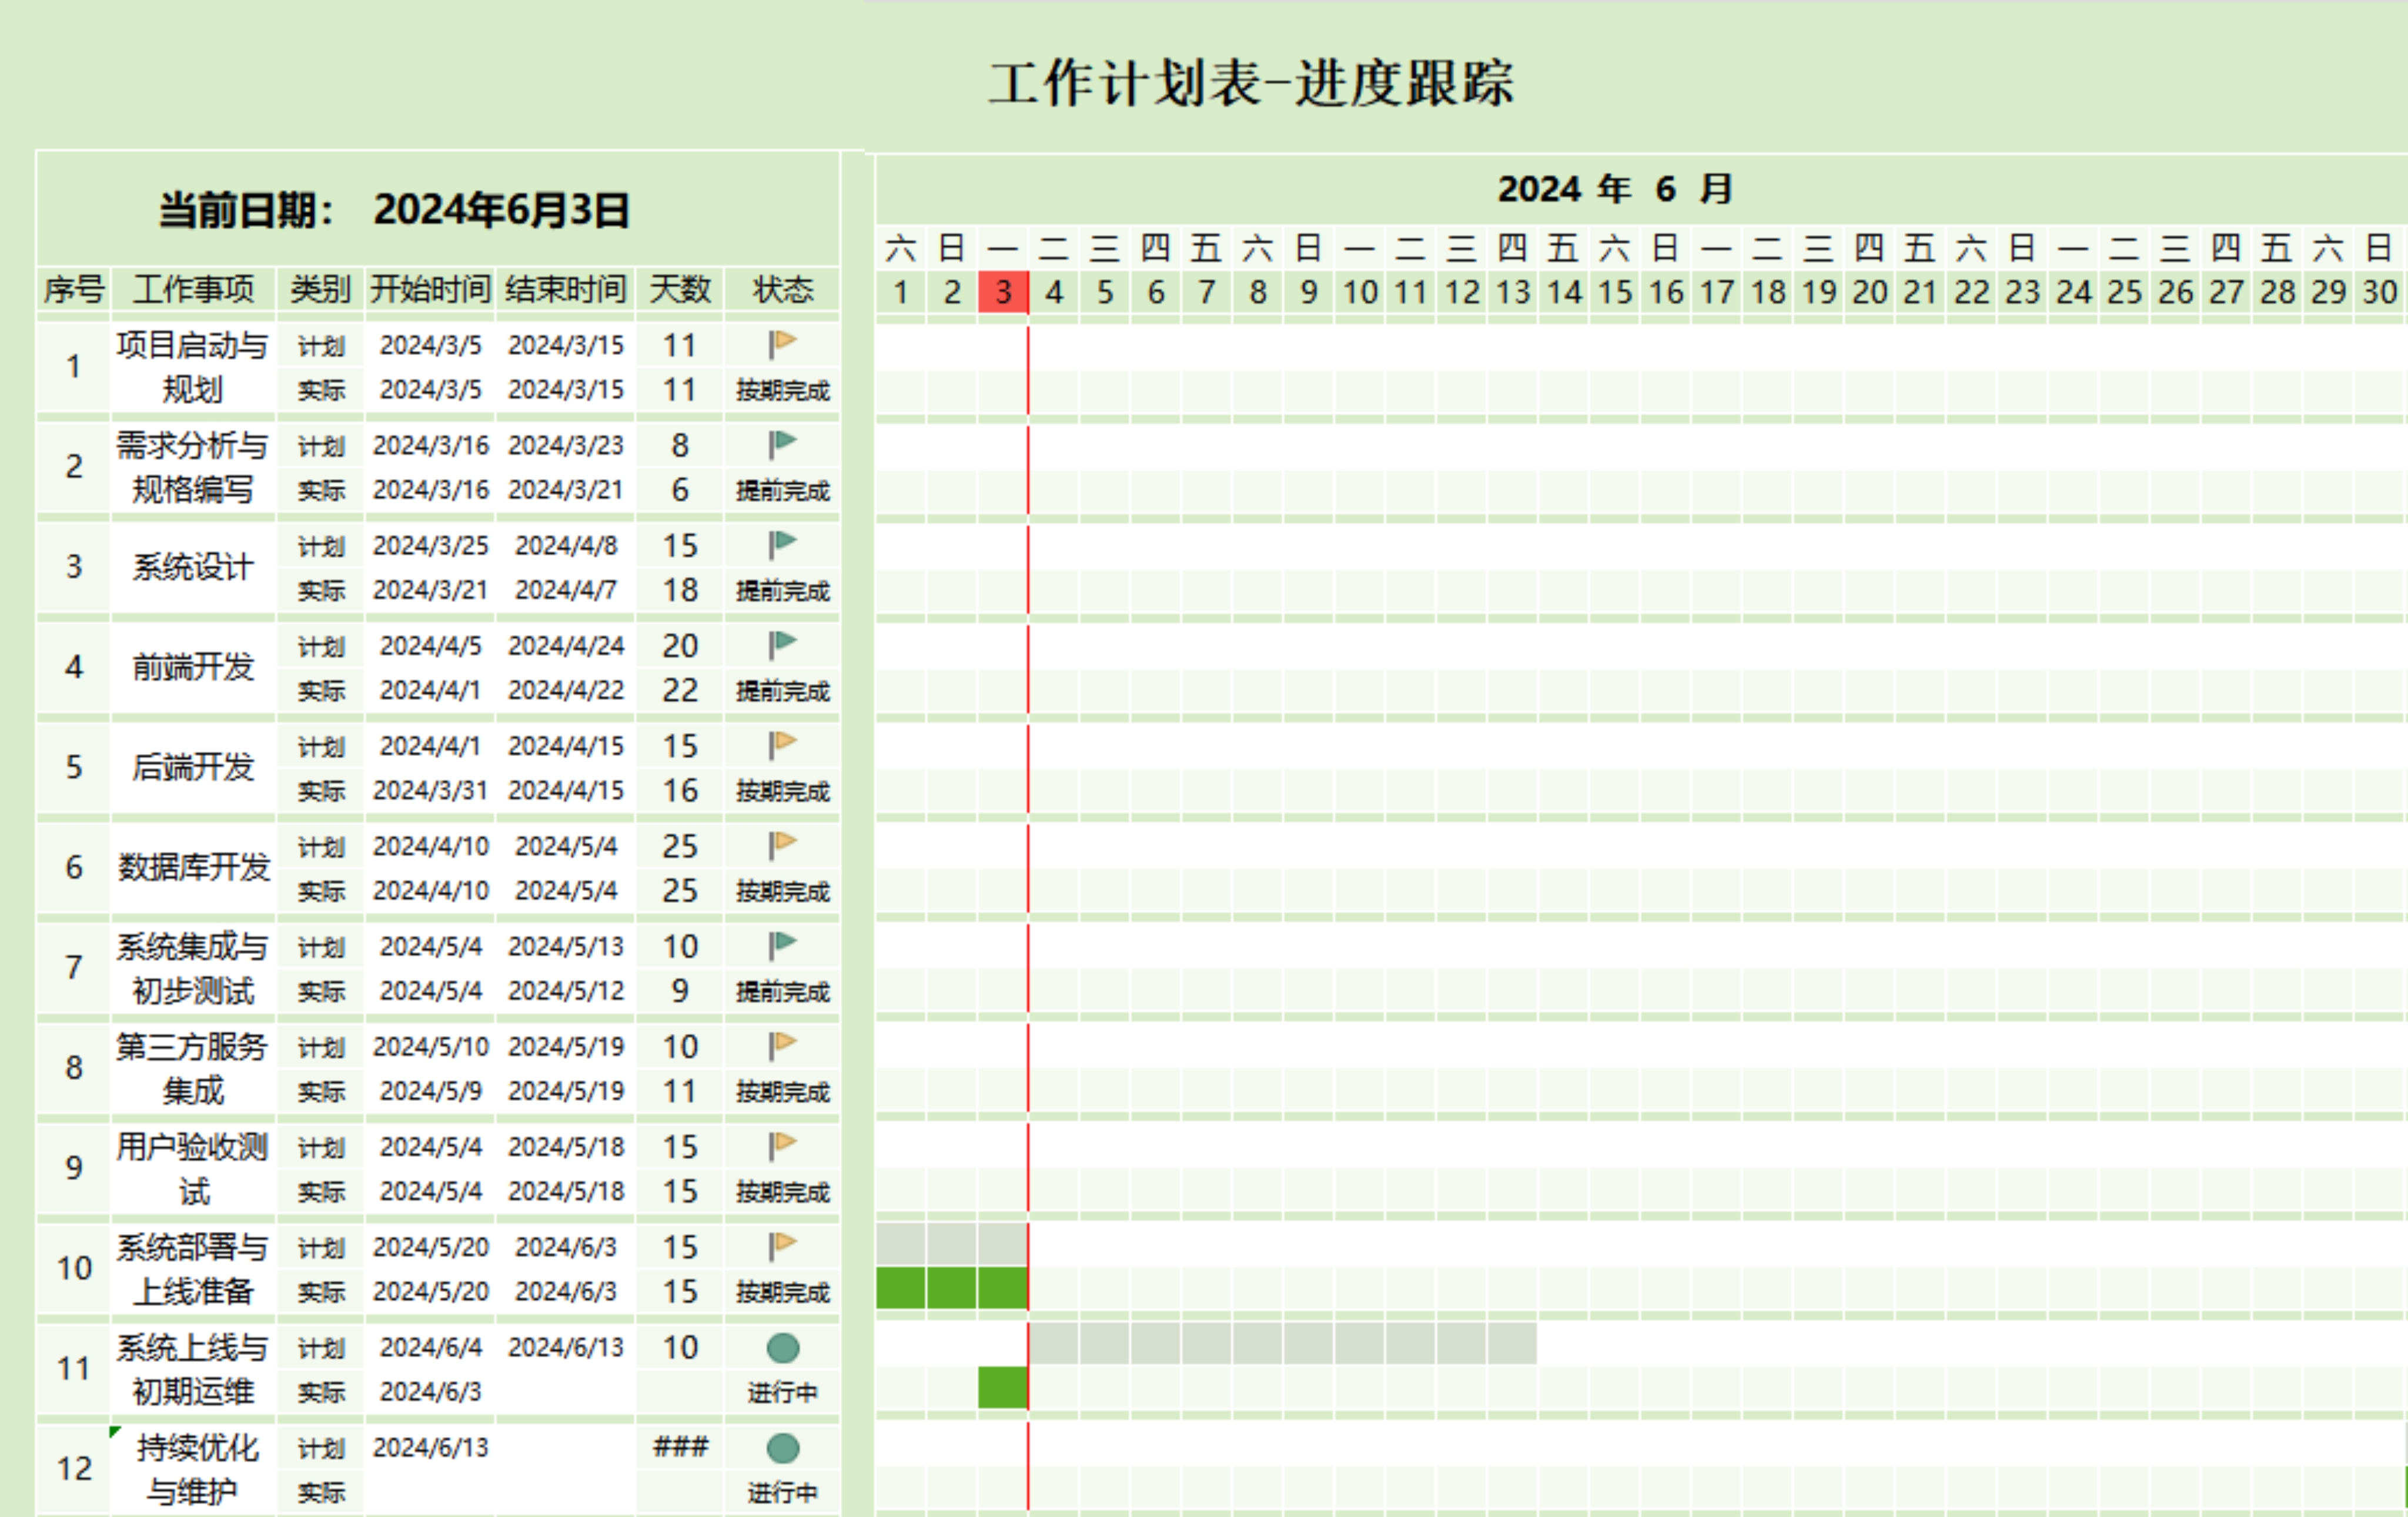 工作计划表-进度跟踪
当前日期： 2024年6月3日
2024 年 6 月
六 日 一 二 三 四 五 六 日 一 二 三 四 五 六 日 一 二 三 四 五 六 日 一 二 三 四 五 六 日
序号 工作事项 类别 开始时间 结束时间 天数 状态 1 2 3 4 5 6 7 8 9 10 11 12 13 14 15 16 17 18 19 20 21 22 23 24 25 26 27 28 29 30
1 项目启动与 计划 2024/3/5 2024/3/15 11
规划 实际 2024/3/5 2024/3/15 11 按期完成
2 需求分析与 计划 2024/3/16 2024/3/23 8
规格编写 实际 2024/3/16 2024/3/21 6 提前完成
3 系统设计 计划 2024/3/25 2024/4/8 15
实际 2024/3/21 2024/4/7 18 提前完成
4 前端开发 计划 2024/4/5 2024/4/24 20
实际 2024/4/1 2024/4/22 22 提前完成
5 后端开发 计划 2024/4/1 2024/4/15 15
实际 2024/3/31 2024/4/15 16 按期完成
6 数据库开发 计划 2024/4/10 2024/5/4 25
实际 2024/4/10 2024/5/4 25 按期完成
7 系统集成与 计划 2024/5/4 2024/5/13 10
初步测试 实际 2024/5/4 2024/5/12 9 提前完成
8 第三方服务 计划 2024/5/10 2024/5/19 10
集成 实际 2024/5/9 2024/5/19 11 按期完成
9 用户验收测 计划 2024/5/4 2024/5/18 15
试 实际 2024/5/4 2024/5/18 15 按期完成
10 系统部署与 计划 2024/5/20 2024/6/3 15
上线准备 实际 2024/5/20 2024/6/3 15 按期完成
11 系统上线与 计划 2024/6/4 2024/6/13 10
初期运维 实际 2024/6/3 进行中
12 持续优化 计划 2024/6/13 ###
与维护 实际 进行中